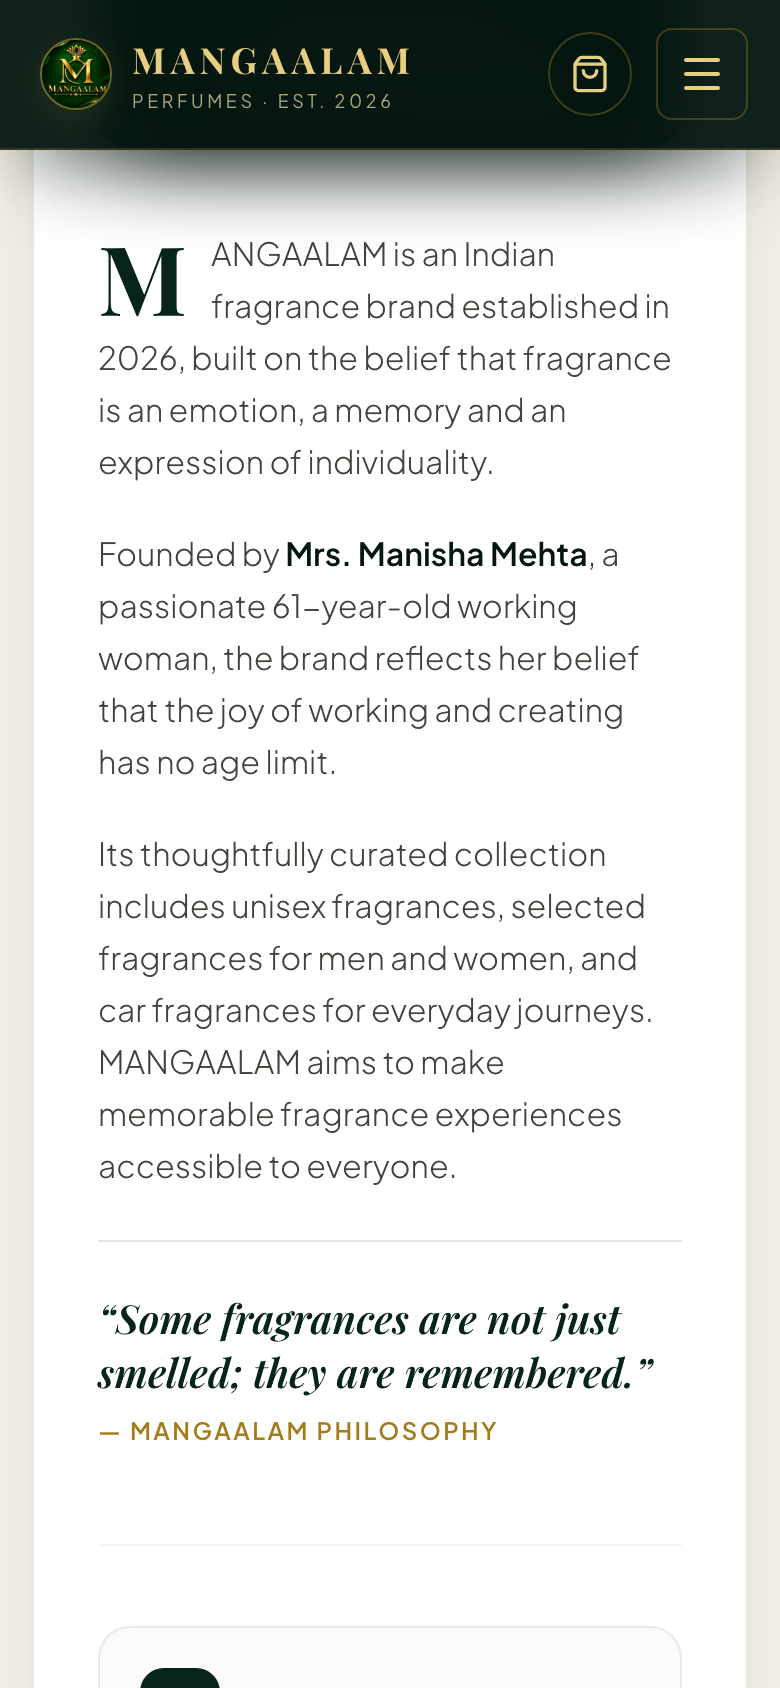 MANGAALAM
MANGAALAM
PERFUMES · EST. 2026
MANGAALAM is an Indian
fragrance brand established in
2026, built on the belief that fragrance
is an emotion, a memory and an
expression of individuality.
Founded by Mrs. Manisha Mehta, a
passionate 61–year-old working
woman, the brand reflects her belief
that the joy of working and creating
has no age limit.
Its thoughtfully curated collection
includes unisex fragrances, selected
fragrances for men and women, and
car fragrances for everyday journeys.
MANGAALAM aims to make
memorable fragrance experiences
accessible to everyone.
“Some fragrances are not just
smelled; they are remembered.”
— MANGAALAM PHILOSOPHY